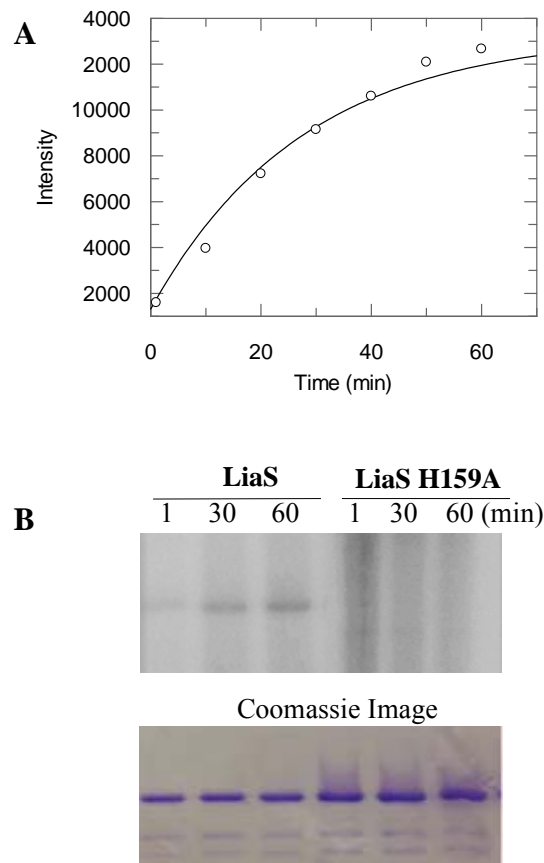 A
4000
2000
10000
8000
6000
4000
2000
Intensity
0 20 40 60
Time (min)
B
LiaS LiaS H159A
1 30 60 1 30 60 (min)
Coomassie Image